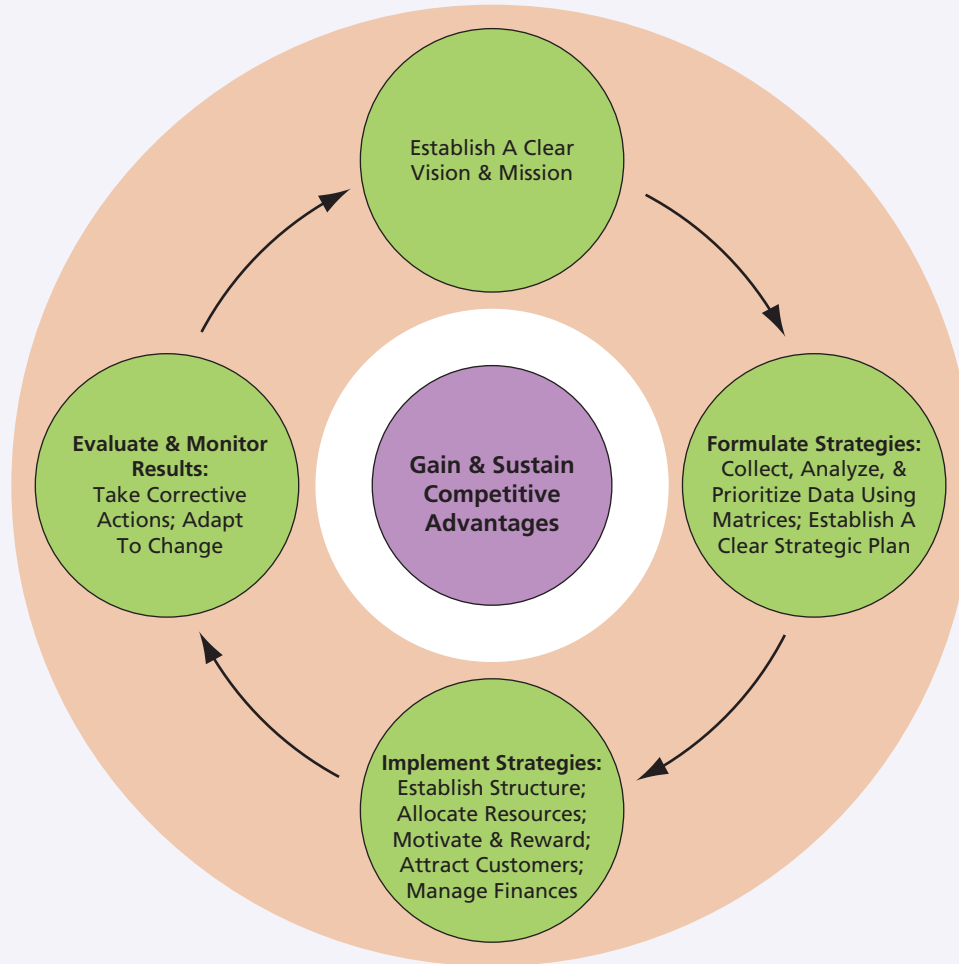 Establish A Clear
Vision & Mission
Formulate Strategies:
Collect, Analyze, &
Prioritize Data Using
Matrices; Establish A
Clear Strategic Plan
Implement Strategies:
Establish Structure;
Allocate Resources;
Motivate & Reward;
Attract Customers;
Manage Finances
Evaluate & Monitor
Results:
Take Corrective
Actions; Adapt
To Change
Gain & Sustain
Competitive
Advantages